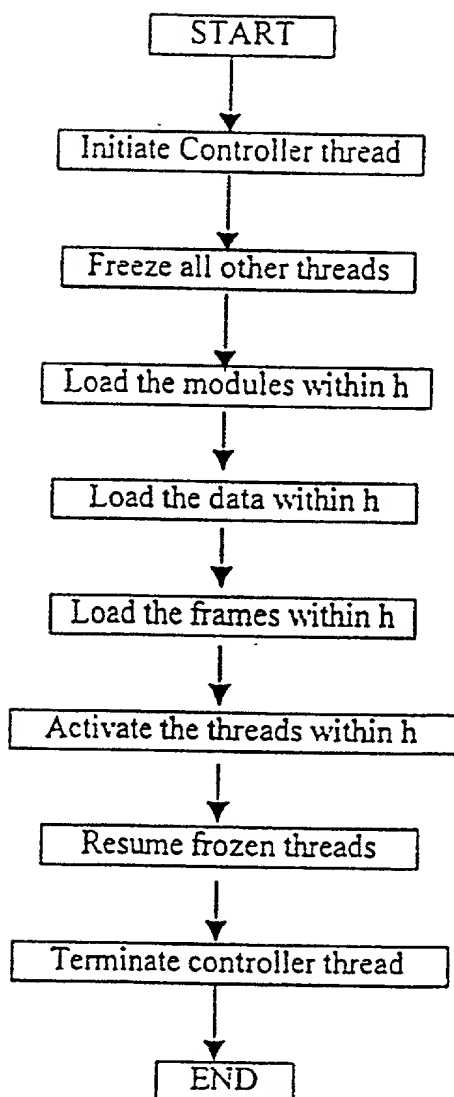 START
Initiate Controller thread
Freeze all other threads
Load the modules within h
Load the data within h
Load the frames within h
Activate the threads within h
Resume frozen threads
Terminate controller thread
END